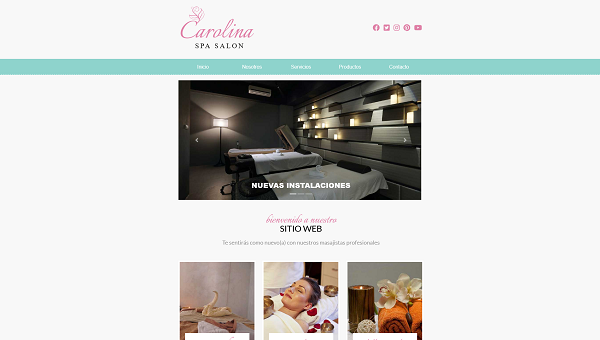 Carolina
SPA SALON
Inicio Nosotros Servicios Productos Contacto
NUEVAS INSTALACIONES
bienvenido a nuestro
SITIO WEB
Te sentirás como nuevo(a) con nuestros masajistas profesionales